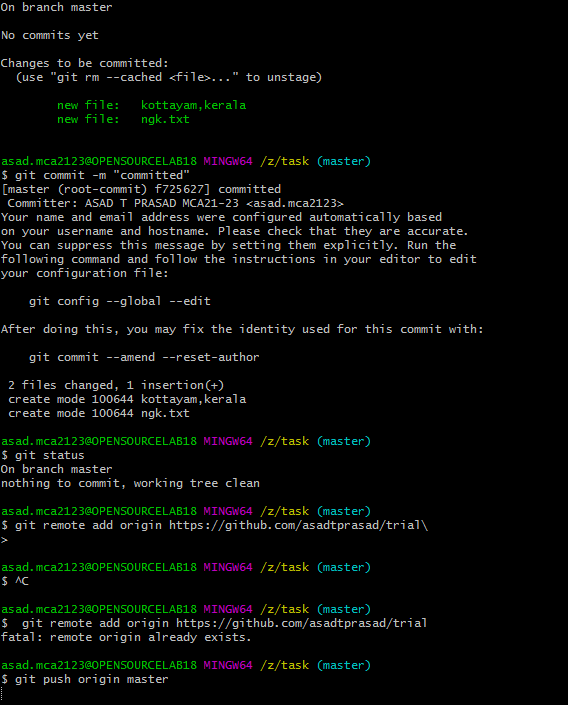 On branch master
No commits yet
Changes to be committed:
(use "git rm --cached <file>..." to unstage)
new file:   kottayam,kerala
new file:   ngk.txt
asad.mca2123@OPENSOURCELAB18 MINGW64 /z/task (master)
$ git commit -m "committed"
[master (root-commit) f725627] committed
Committer: ASAD T PRASAD MCA21-23 <asad.mca2123>
Your name and email address were configured automatically based
on your username and hostname. Please check that they are accurate.
You can suppress this message by setting them explicitly. Run the
following command and follow the instructions in your editor to edit
your configuration file:
git config --global --edit
After doing this, you may fix the identity used for this commit with:
git commit --amend --reset-author
2 files changed, 1 insertion(+)
create mode 100644 kottayam,kerala
create mode 100644 ngk.txt
asad.mca2123@OPENSOURCELAB18 MINGW64 /z/task (master)
$ git status
On branch master
nothing to commit, working tree clean
asad.mca2123@OPENSOURCELAB18 MINGW64 /z/task (master)
$ git remote add origin https://github.com/asadtprasad/trial\
>
asad.mca2123@OPENSOURCELAB18 MINGW64 /z/task (master)
$ ^C
asad.mca2123@OPENSOURCELAB18 MINGW64 /z/task (master)
$  git remote add origin https://github.com/asadtprasad/trial
fatal: remote origin already exists.
asad.mca2123@OPENSOURCELAB18 MINGW64 /z/task (master)
$ git push origin master